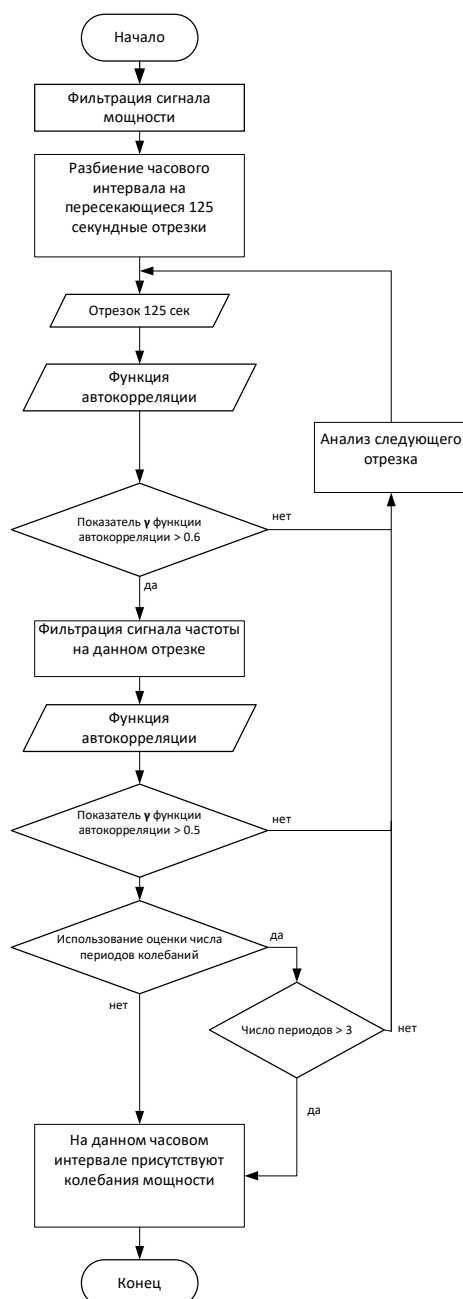 Начало
Фильтрация сигнала
мощности
Разбиение часового
интервала на
пересекающиеся 125
секундные отрезки
Отрезок 125 сек
Функция
автокорреляции
Анализ следующего
отрезка
Показатель γ функции
автокорреляции > 0.6
нет
да
Фильтрация сигнала частоты
на данном отрезке
Функция
автокорреляции
Показатель γ функции
автокорреляции > 0.5
нет
Использование оценки числа
периодов колебаний
да
нет
Число периодов > 3
нет
да
На данном часовом
интервале присутствуют
колебания мощности
Конец